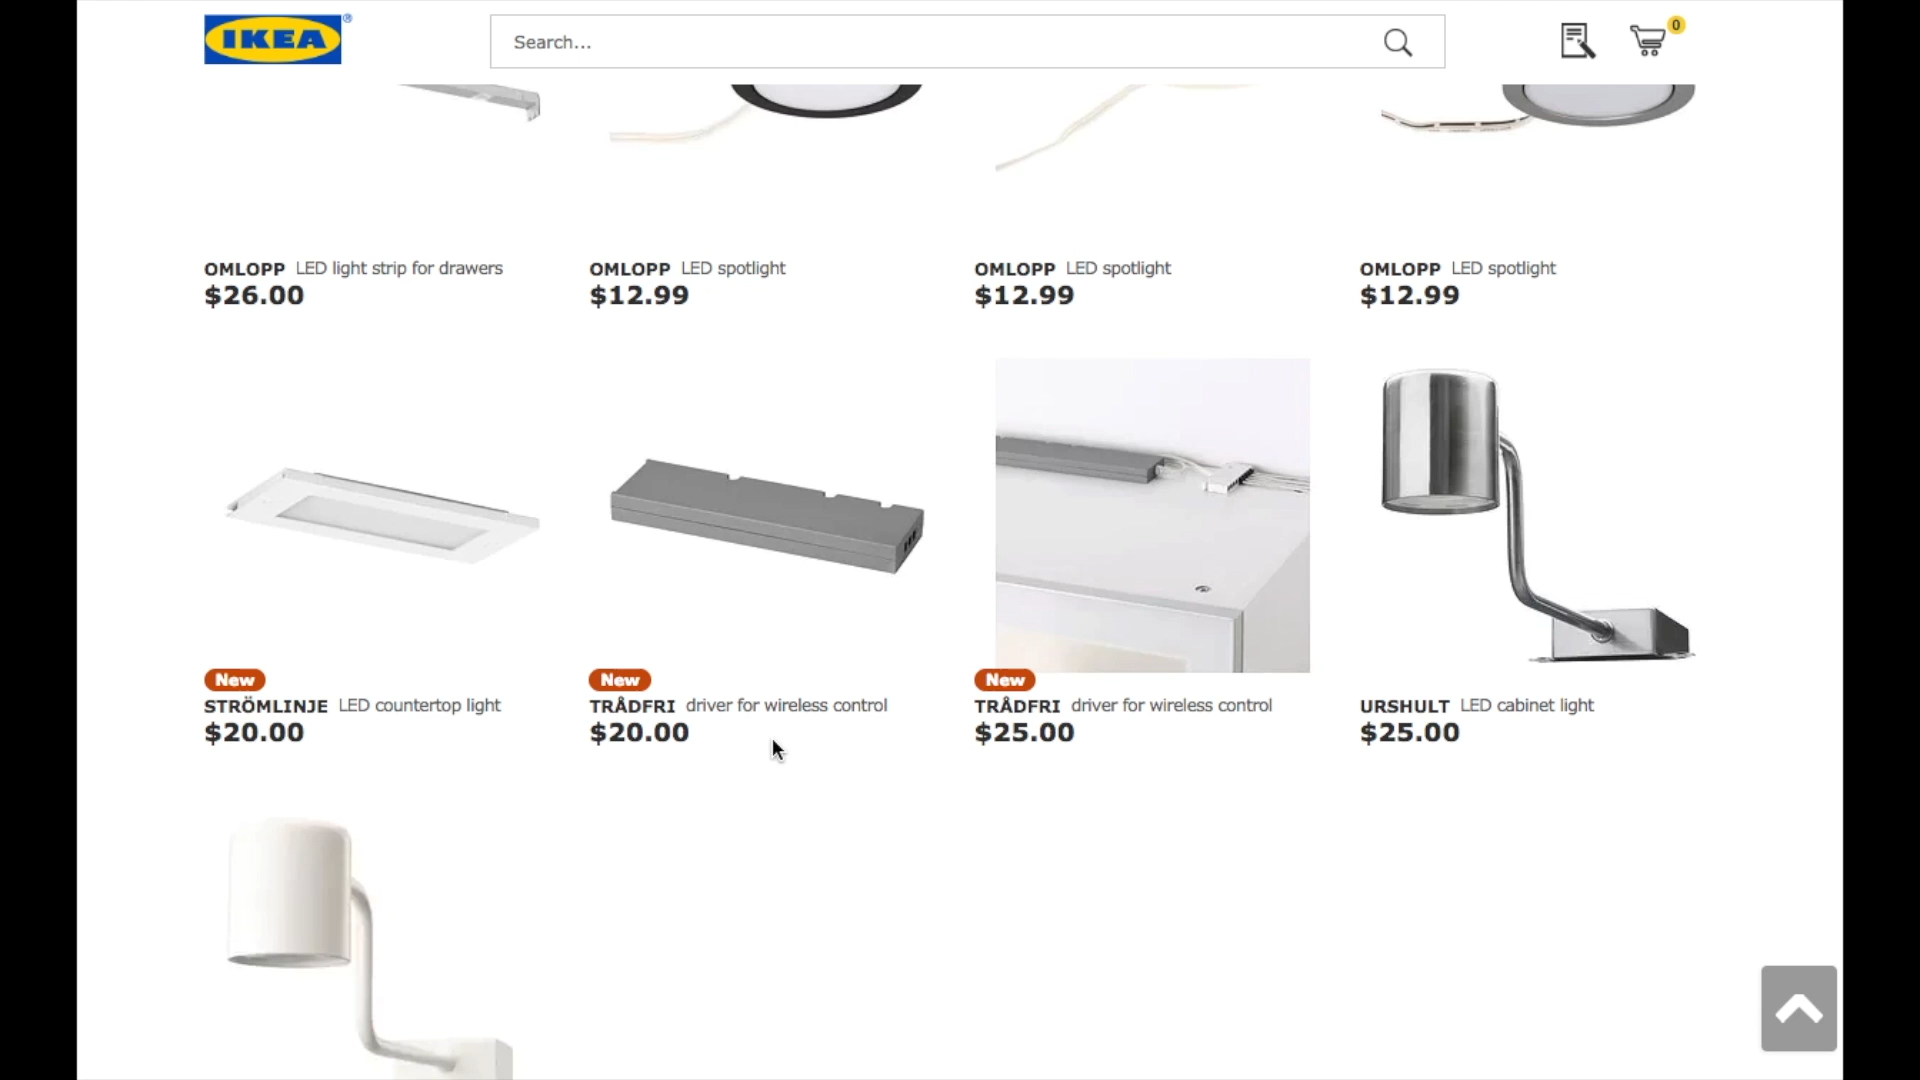 IKEA®
Search...
0
OMLOPP LED light strip for drawers
$26.00
OMLOPP LED spotlight
$12.99
OMLOPP LED spotlight
$12.99
OMLOPP LED spotlight
$12.99
New
STRÖMLINJE LED countertop light
$20.00
New
TRÅDFRI driver for wireless control
$20.00
New
TRÅDFRI driver for wireless control
$25.00
URSHULT LED cabinet light
$25.00